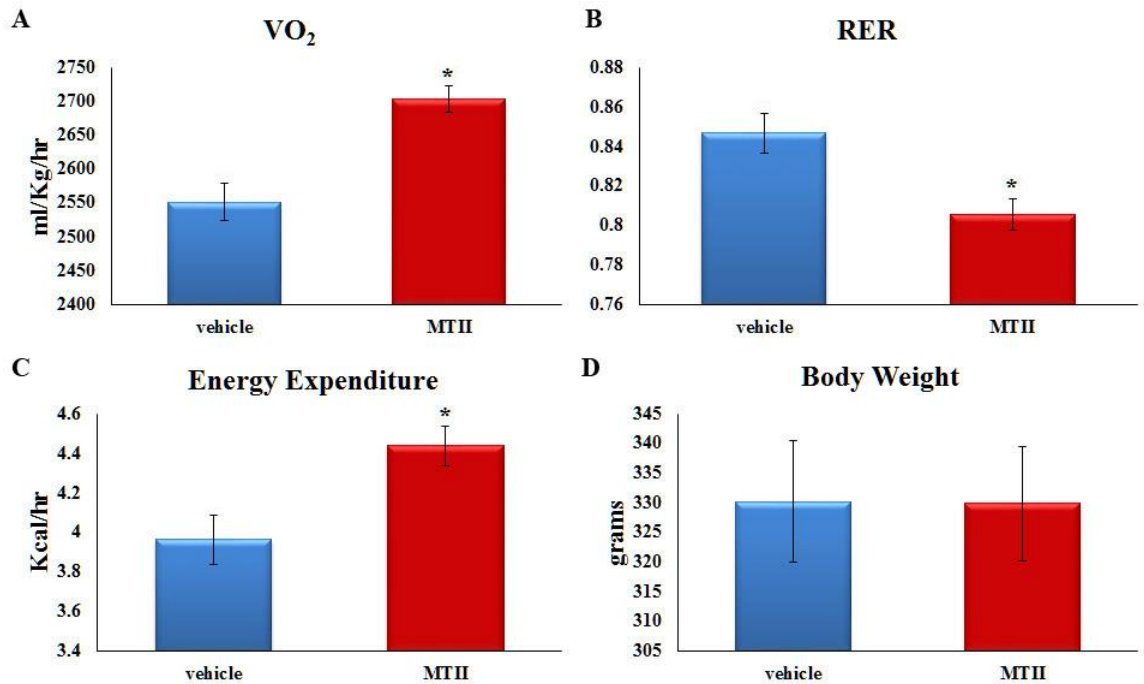 A
VO2
ml/Kg/hr
2750
2700
2650
2600
2550
2500
2450
2400
*
vehicle
MTII
B
RER
0.88
0.86
0.84
0.82
0.8
0.78
0.76
*
vehicle
MTII
C
Energy Expenditure
Kcal/hr
4.6
4.4
4.2
4
3.8
3.6
3.4
*
vehicle
MTII
D
Body Weight
grams
345
340
335
330
325
320
315
310
305
vehicle
MTII